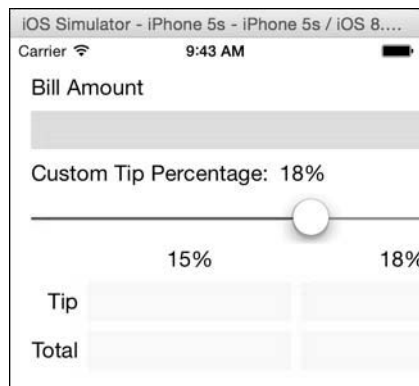 iOS Simulator - iPhone 5s - iPhone 5s / iOS 8....
Carrier 9:43 AM
Bill Amount
Custom Tip Percentage: 18%
15% 18%
Tip
Total